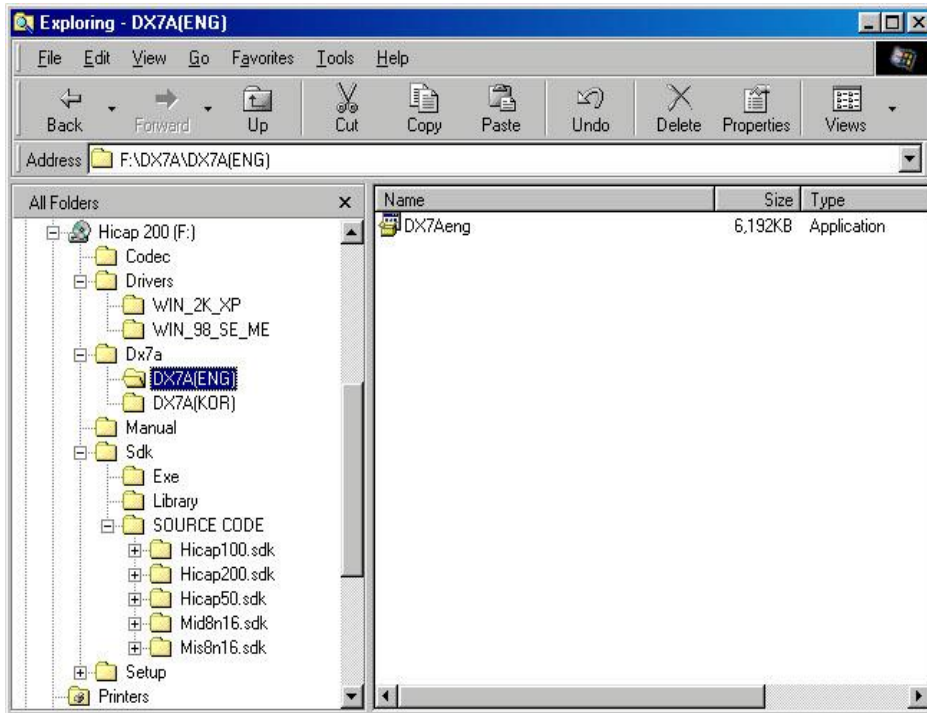 Exploring - DX7A(ENG)
File Edit View Go Favorites Tools Help
Back Forward Up Cut Copy Paste Undo Delete Properties Views
Address F:\DX7A\DX7A(ENG)
All Folders x
Name Size Type
Hicap 200 (F:)
Codec
Drivers
WIN_2K_XP
WIN_98_SE_ME
Dx7a
DX7A(ENG)
DX7A(KOR)
Manual
Sdk
Exe
Library
SOURCE CODE
Hicap100.sdk
Hicap200.sdk
Hicap50.sdk
Mid8n16.sdk
Mis8n16.sdk
Setup
Printers
DX7Aeng 6,192KB Application